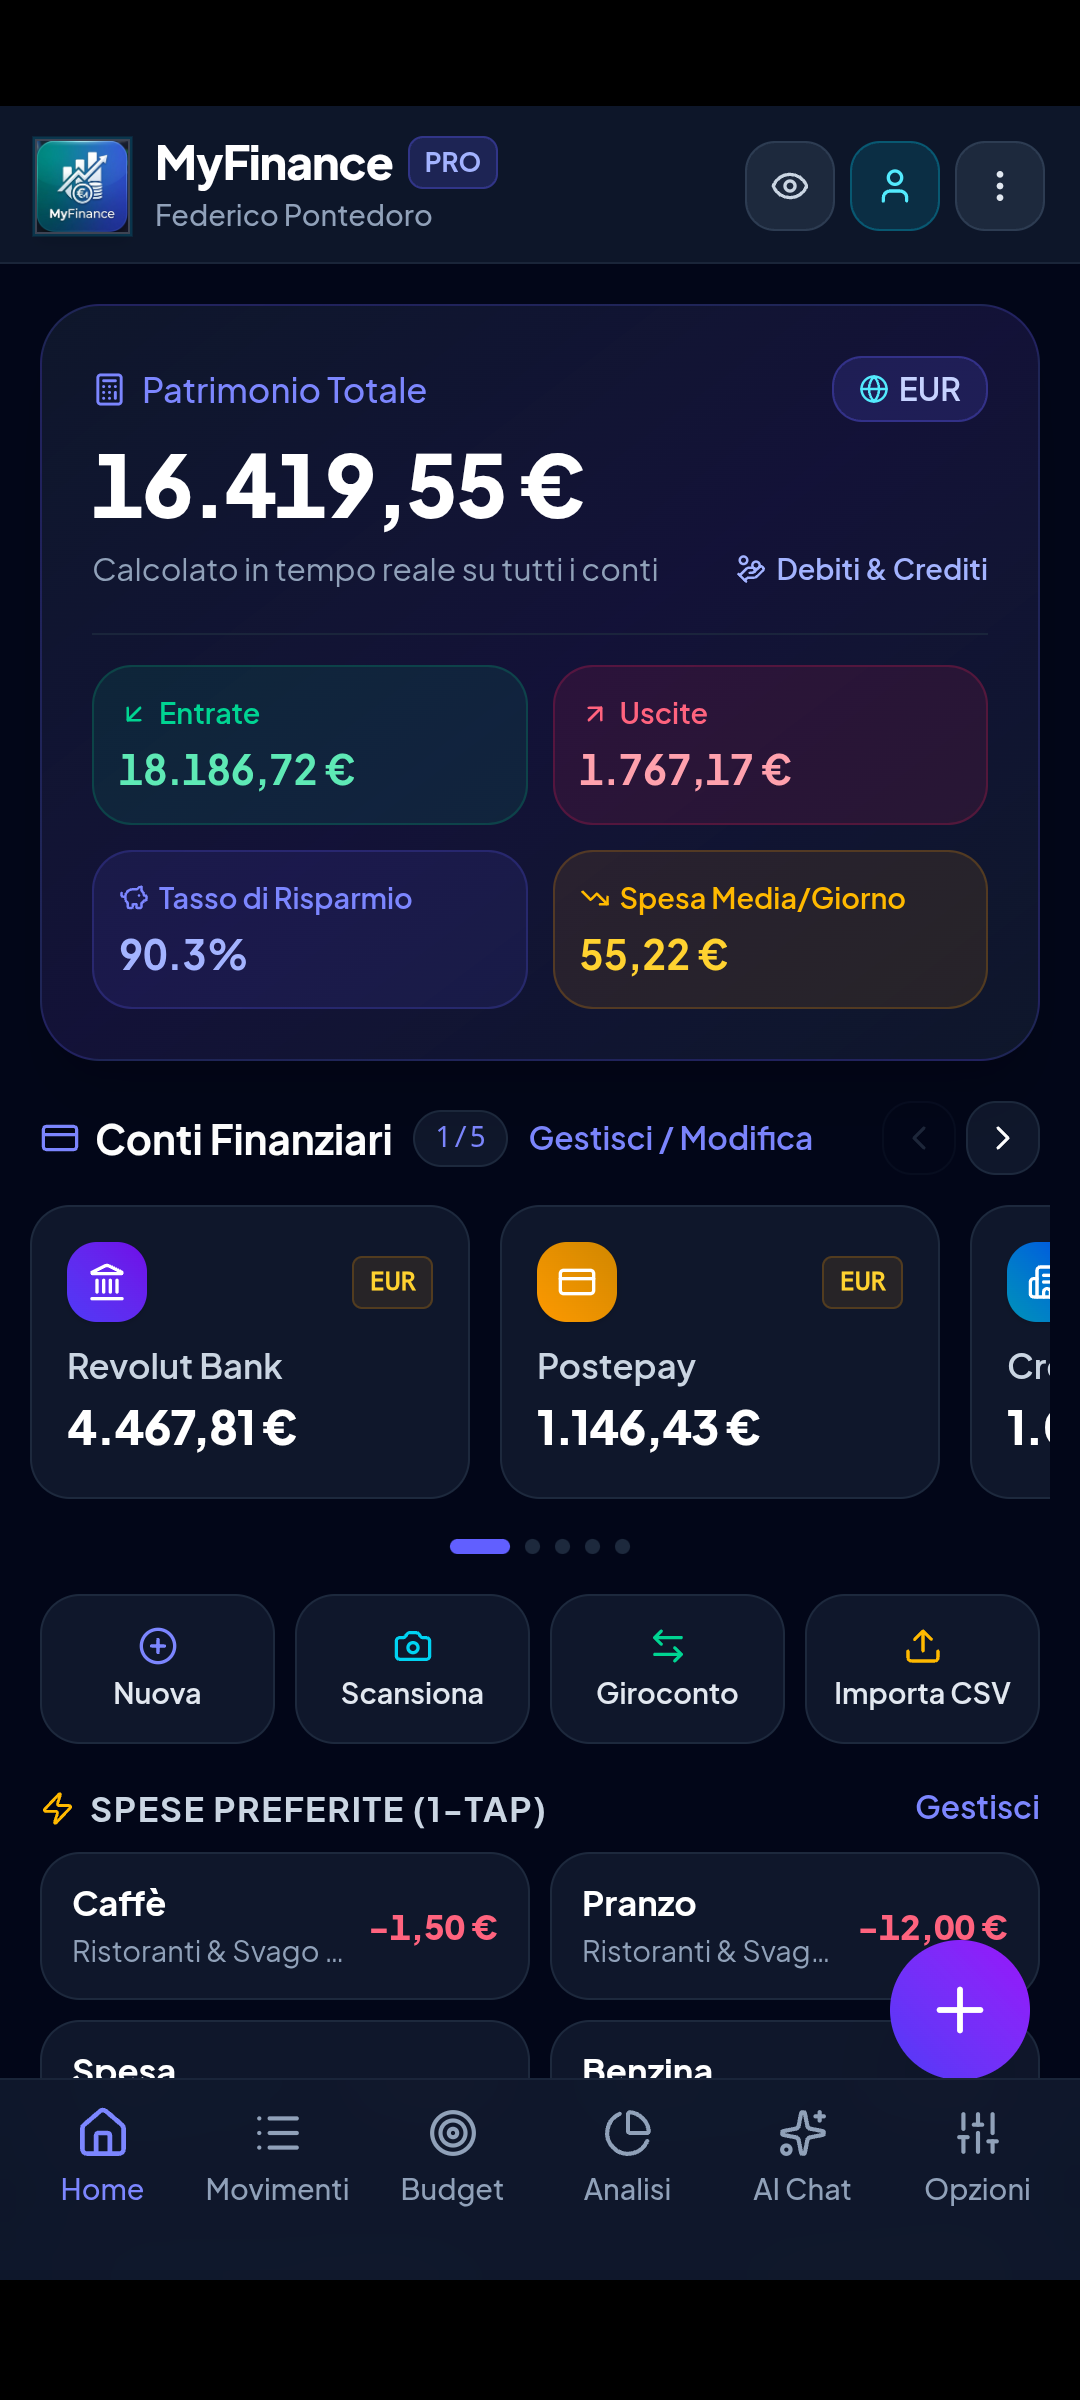 MyFinance PRO
Federico Pontedoro
MyFinance
Patrimonio Totale
EUR
16.419,55 €
Calcolato in tempo reale su tutti i conti
Debiti & Crediti
Entrate
18.186,72 €
Uscite
1.767,17 €
Tasso di Risparmio
90.3%
Spesa Media/Giorno
55,22 €
Conti Finanziari
1 / 5
Gestisci / Modifica
EUR
Revolut Bank
4.467,81 €
EUR
Postepay
1.146,43 €
Nuova
Scansiona
Giroconto
Importa CSV
SPESE PREFERITE (1-TAP)
Gestisci
Caffè
Ristoranti & Svago ...
-1,50 €
Pranzo
Ristoranti & Svag...
-12,00 €
Spesa
Benzina
Home
Movimenti
Budget
Analisi
AI Chat
Opzioni